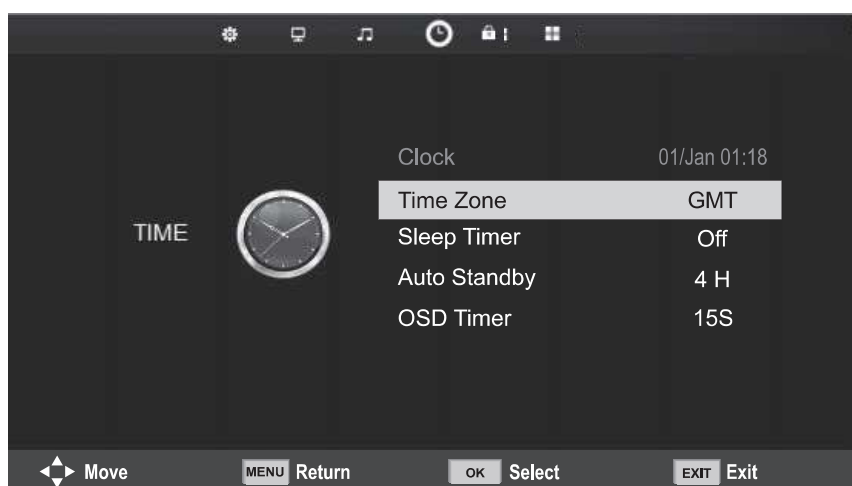 Clock 01/Jan 01:18
Time Zone GMT
TIME
Sleep Timer Off
Auto Standby 4 H
OSD Timer 15S
Move MENU Return OK Select EXIT Exit